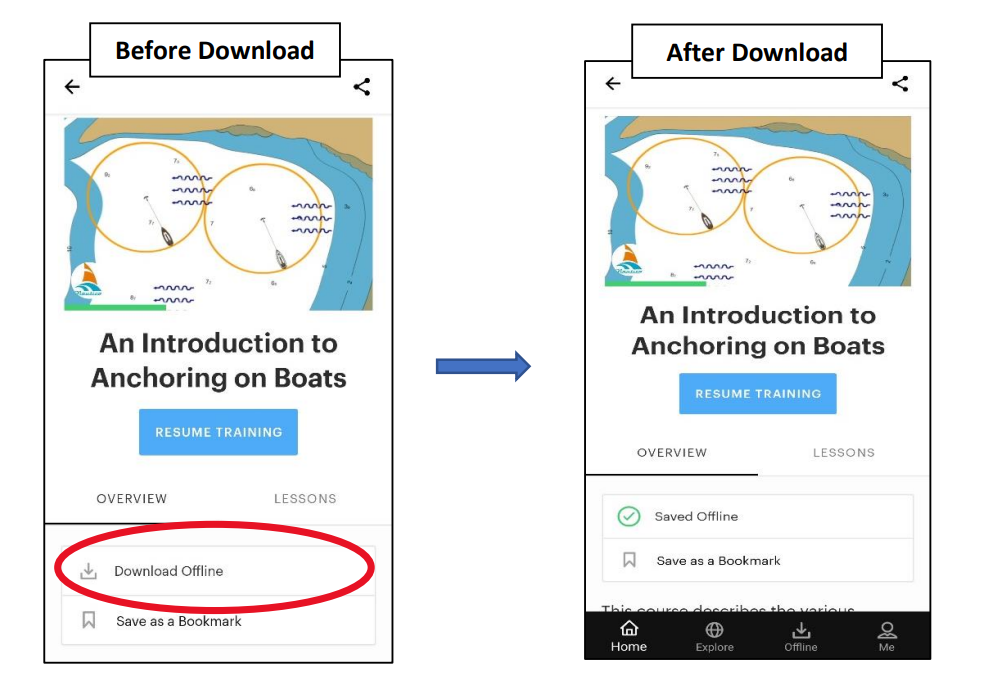 Before Download
An Introduction to
Anchoring on Boats
RESUME TRAINING
OVERVIEW LESSONS
Download Offline
Save as a Bookmark
After Download
An Introduction to
Anchoring on Boats
RESUME TRAINING
OVERVIEW LESSONS
Saved Offline
Save as a Bookmark
This course describes the various
Home Explore Offline Me